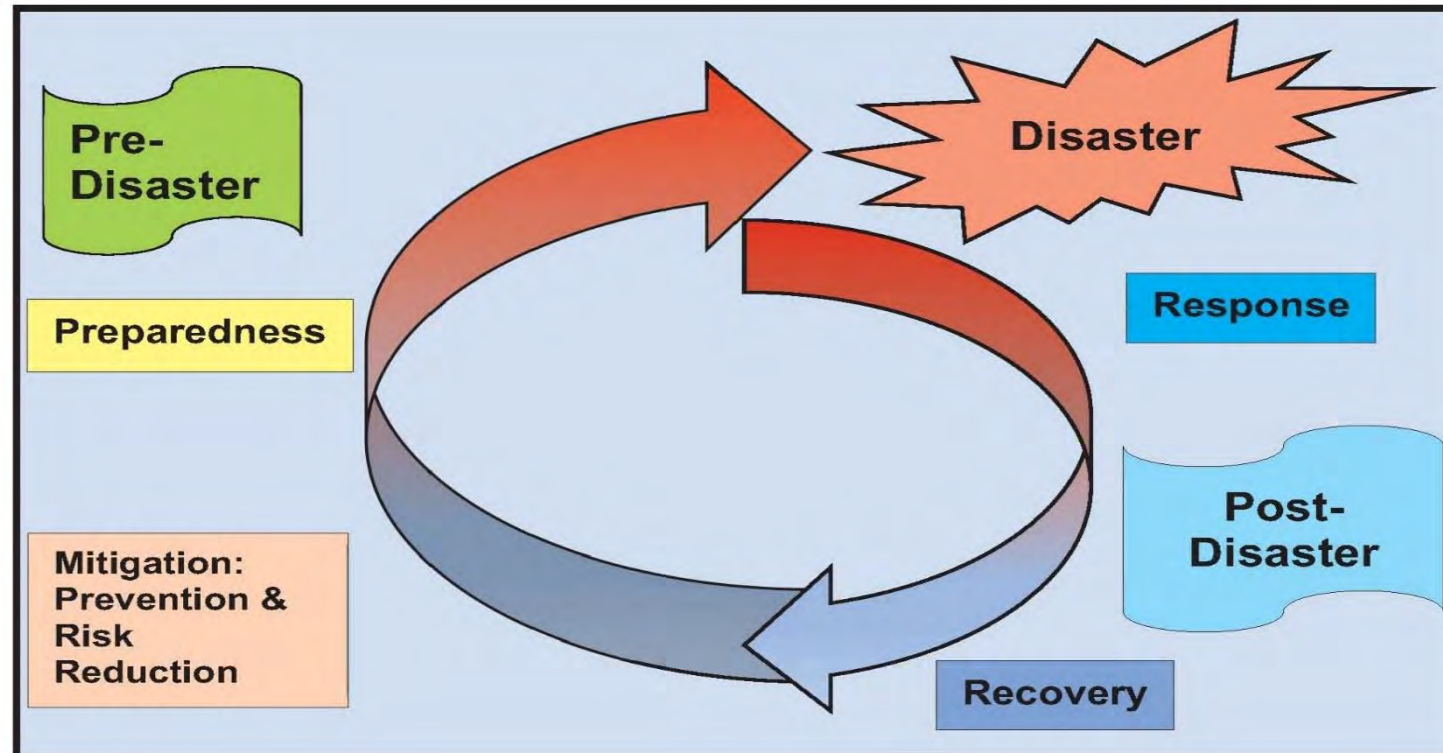 Pre-
Disaster
Disaster
Preparedness
Response
Post-
Disaster
Mitigation:
Prevention &
Risk
Reduction
Recovery